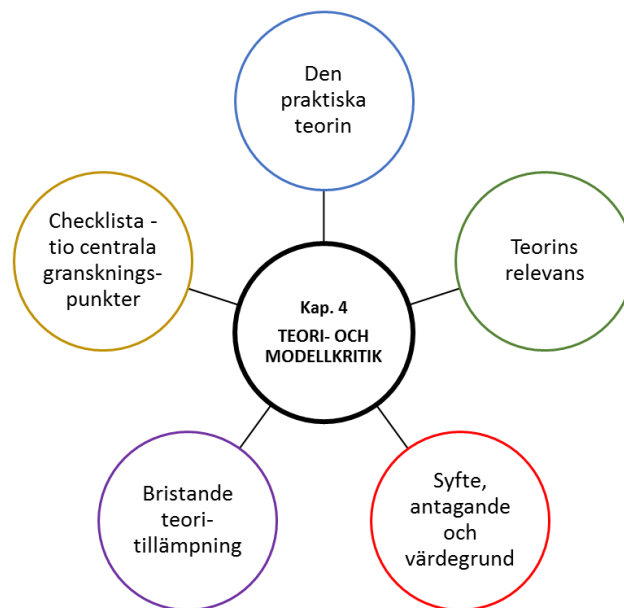 Den
praktiska
teorin
Checklista -
tio centrala
gransknings-
punkter
Teorins
relevans
Kap. 4
TEORI- OCH
MODELLKRITIK
Bristande
teori-
tillämpning
Syfte,
antagande
och
värdegrund